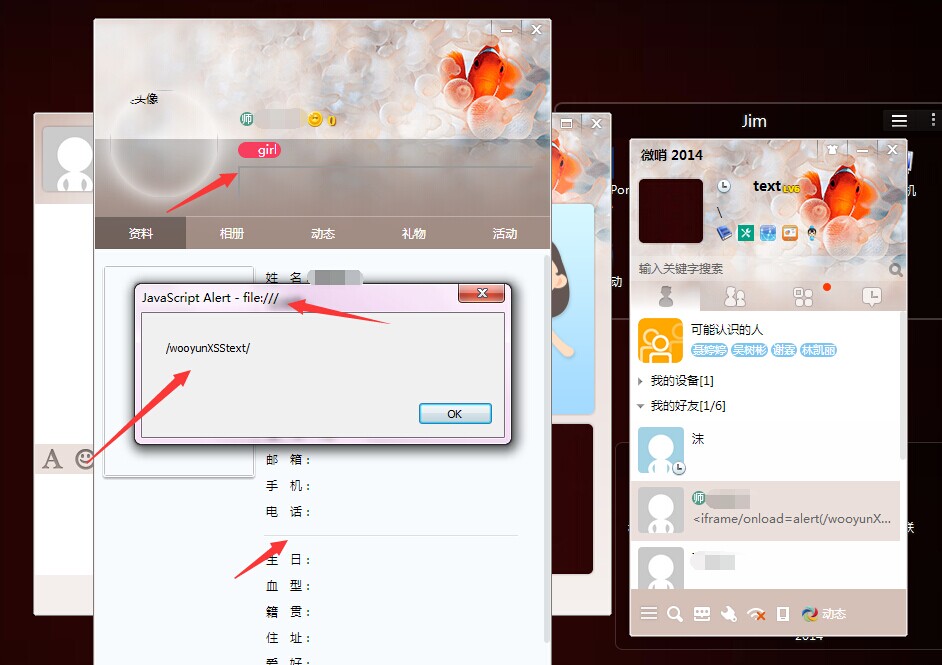 头像
师
0
girl
资料
相册
动态
礼物
活动
姓 名:
JavaScript Alert - file:///
/wooyunXSStext/
OK
邮 箱:
手 机:
电 话:
生 日:
血 型:
籍 贯:
住 址:
爱 好:
Jim
微哨 2014
text LV6
\
输入关键字搜索
可能认识的人
聂婷婷 吴树彬 谢霆 林凯丽
我的设备[1]
我的好友[1/6]
沫
师
<iframe/onload=alert(/wooyunX...
动态
Por
机
动
联
2014